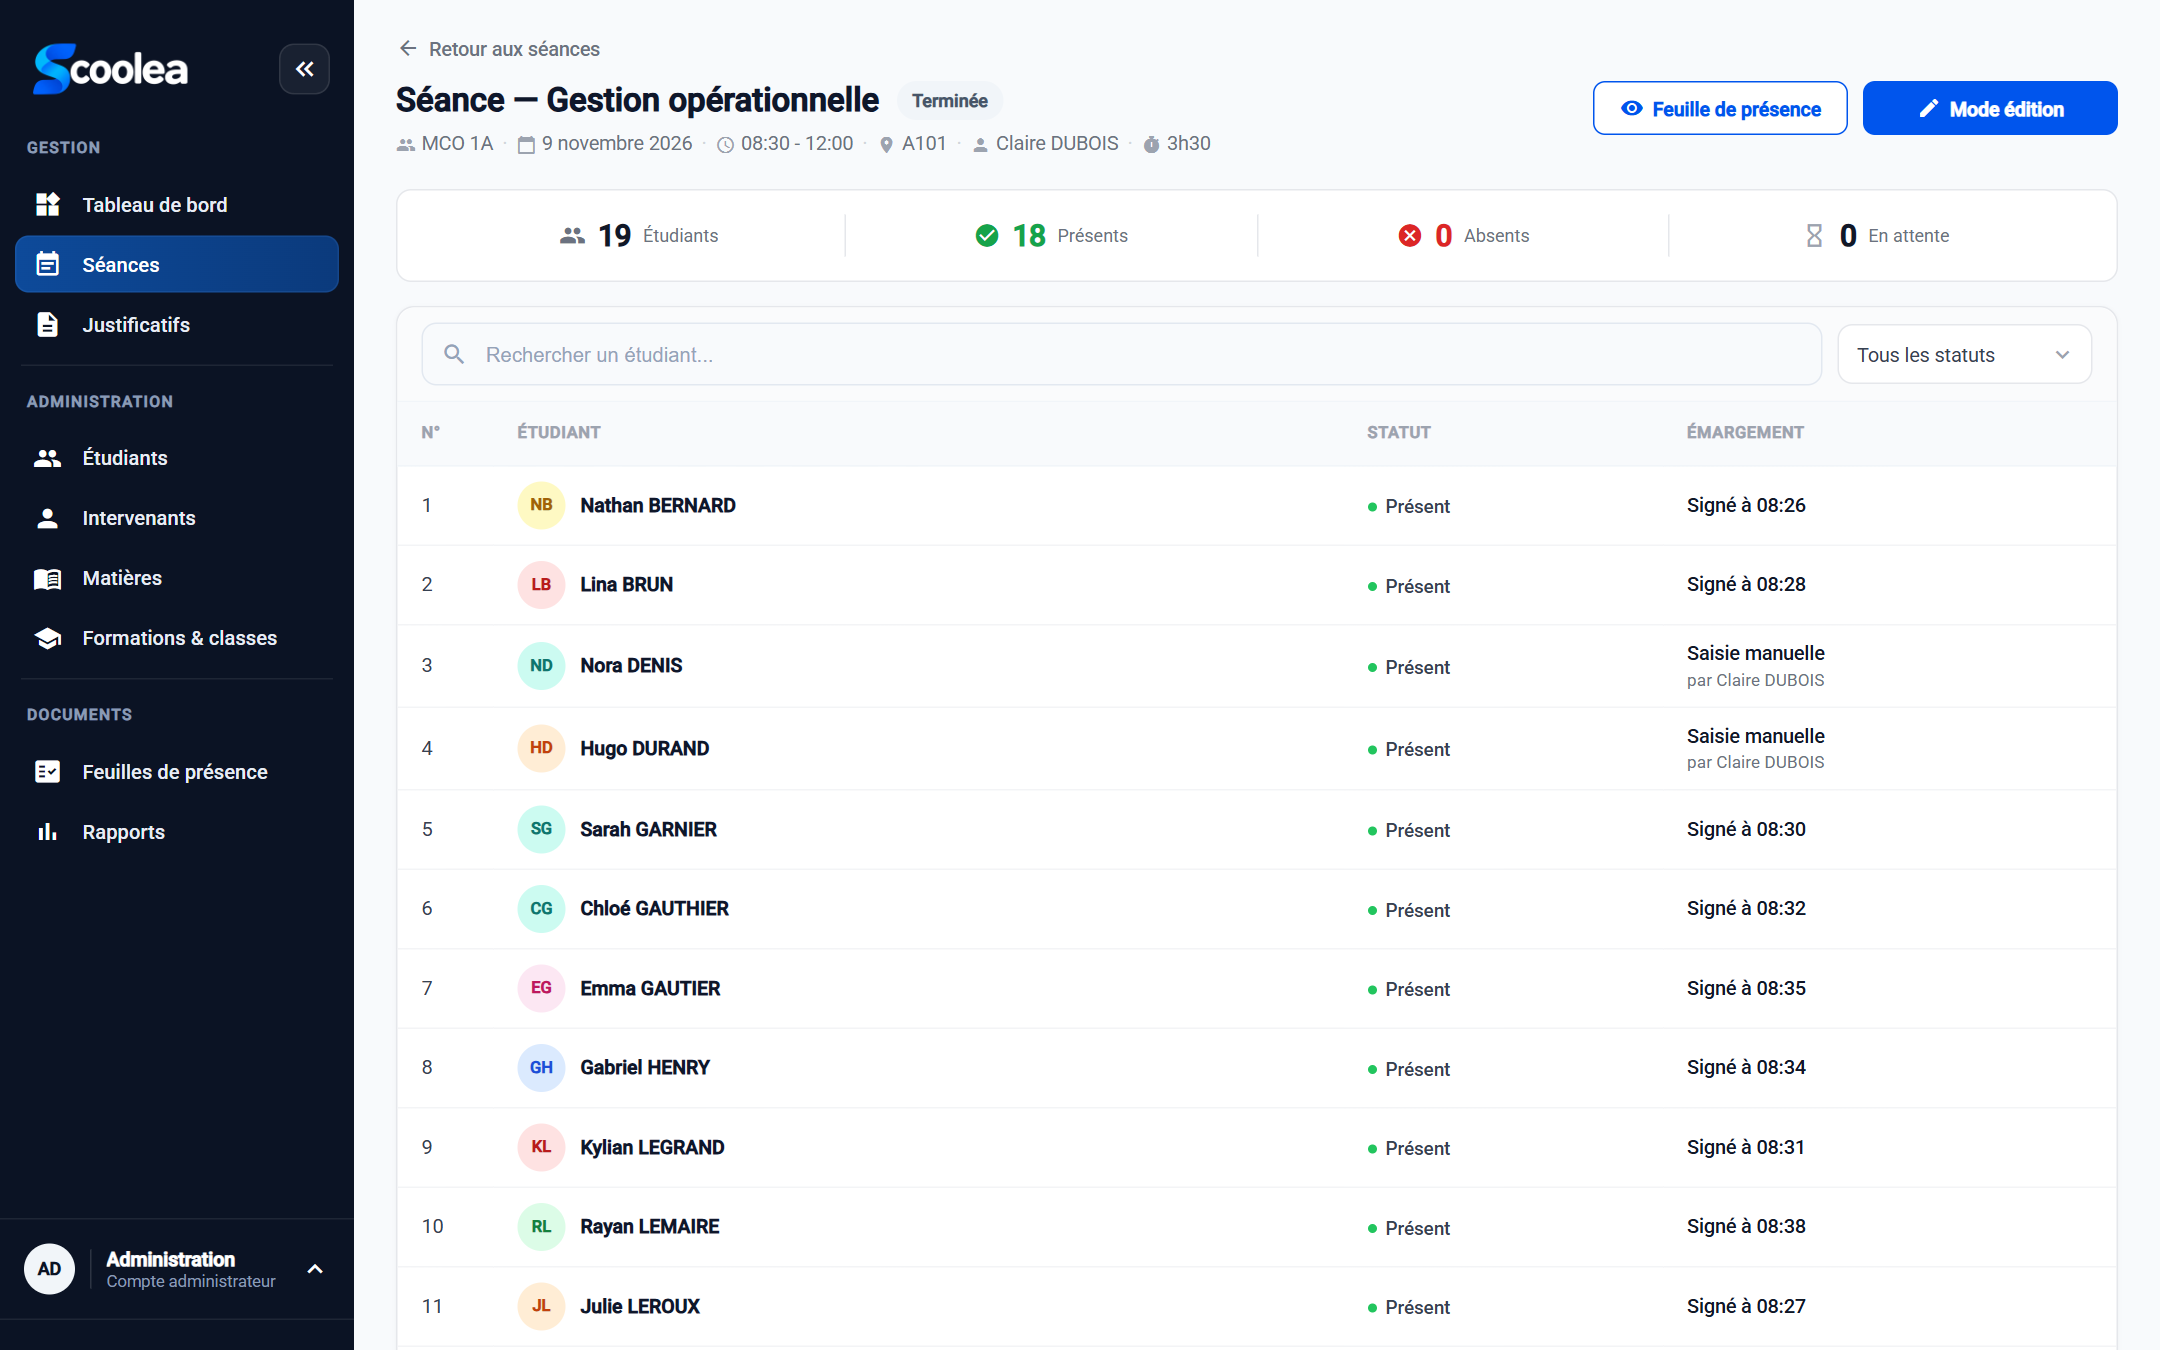 Scoolea
GESTION
Tableau de bord
Séances
Justificatifs
ADMINISTRATION
Étudiants
Intervenants
Matières
Formations & classes
DOCUMENTS
Feuilles de présence
Rapports
AD
Administration
Compte administrateur
Retour aux séances
Séance — Gestion opérationnelle Terminée
MCO 1A · 9 novembre 2026 · 08:30 - 12:00 · A101 · Claire DUBOIS · 3h30
Feuille de présence
Mode édition
19 Étudiants
18 Présents
0 Absents
0 En attente
Rechercher un étudiant...
Tous les statuts
N° ÉTUDIANT STATUT ÉMARGEMENT
1 NB Nathan BERNARD Présent Signé à 08:26
2 LB Lina BRUN Présent Signé à 08:28
3 ND Nora DENIS Présent Saisie manuelle
par Claire DUBOIS
4 HD Hugo DURAND Présent Saisie manuelle
par Claire DUBOIS
5 SG Sarah GARNIER Présent Signé à 08:30
6 CG Chloé GAUTHIER Présent Signé à 08:32
7 EG Emma GAUTIER Présent Signé à 08:35
8 GH Gabriel HENRY Présent Signé à 08:34
9 KL Kylian LEGRAND Présent Signé à 08:31
10 RL Rayan LEMAIRE Présent Signé à 08:38
11 JL Julie LEROUX Présent Signé à 08:27